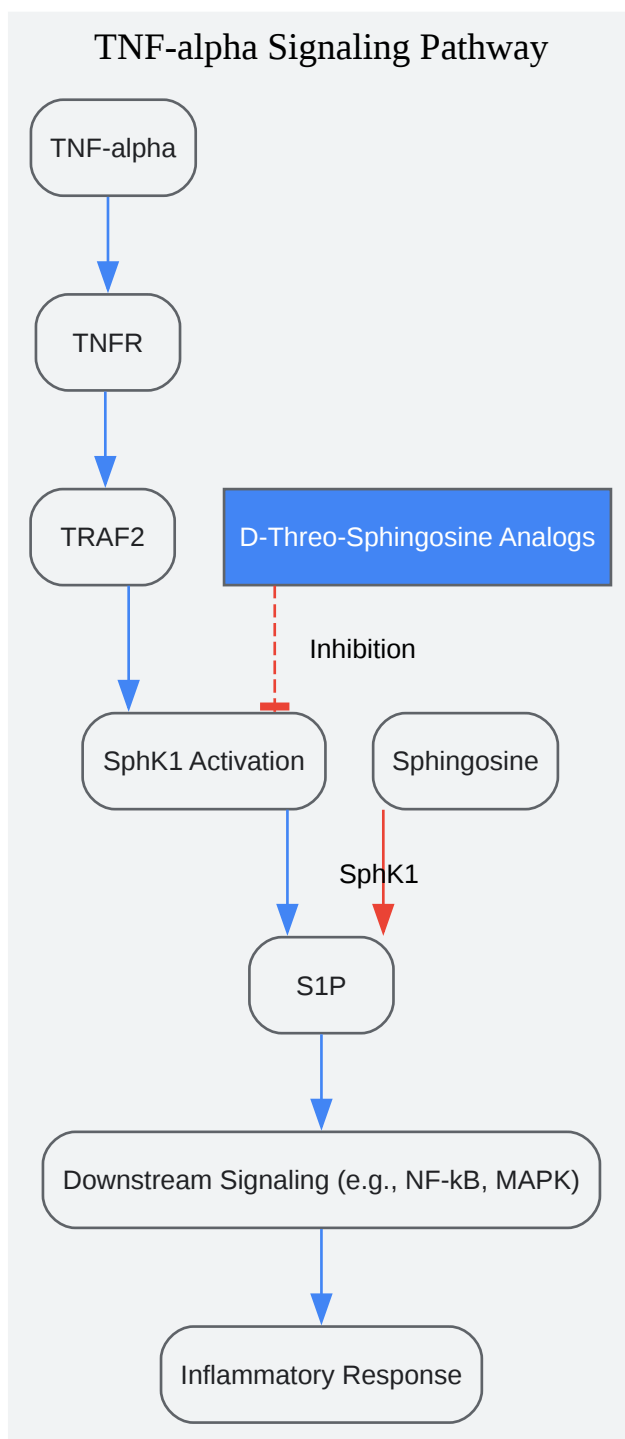 TNF-alpha Signaling Pathway
TNF-alpha
TNFR
TRAF2
D-Threo-Sphingosine Analogs
Inhibition
SphK1 Activation
Sphingosine
SphK1
S1P
Downstream Signaling (e.g., NF-kB, MAPK)
Inflammatory Response